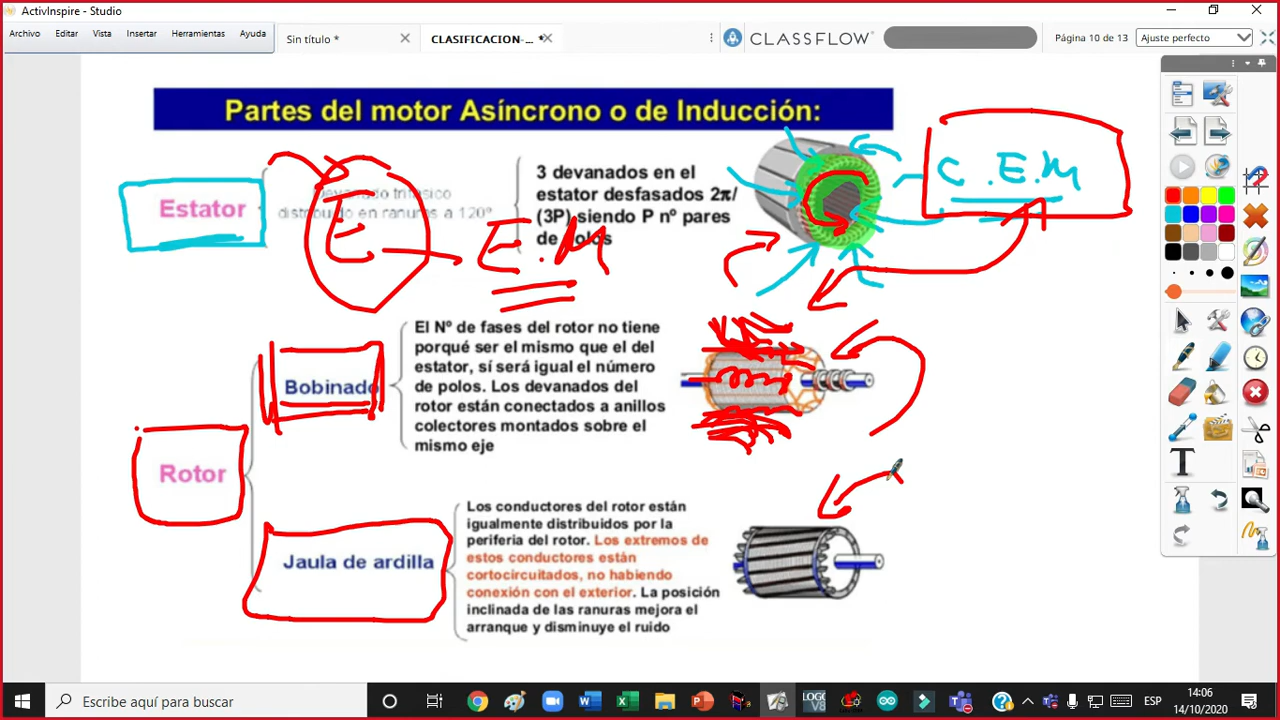 ActivInspire - Studio
Archivo Editar Vista Insertar Herramientas Ayuda
Sin título * CLASIFICACION-... * CLASSFLOW Página 10 de 13 Ajuste perfecto
Partes del motor Asíncrono o de Inducción:
Estator
trifásico
distribuido en ranuras a 120º
3 devanados en el
estator desfasados 2π/
(3P) siendo P nº pares
de polos
C.E.M
E
E.M
Rotor
Bobinado
El Nº de fases del rotor no tiene
porqué ser el mismo que el del
estator, sí será igual el número
de polos. Los devanados del
rotor están conectados a anillos
colectores montados sobre el
mismo eje
Jaula de ardilla
Los conductores del rotor están
igualmente distribuidos por la
periferia del rotor. Los extremos de
estos conductores están
cortocircuitados, no habiendo
conexión con el exterior. La posición
inclinada de las ranuras mejora el
arranque y disminuye el ruido
Escribe aquí para buscar
ESP
14:06
14/10/2020